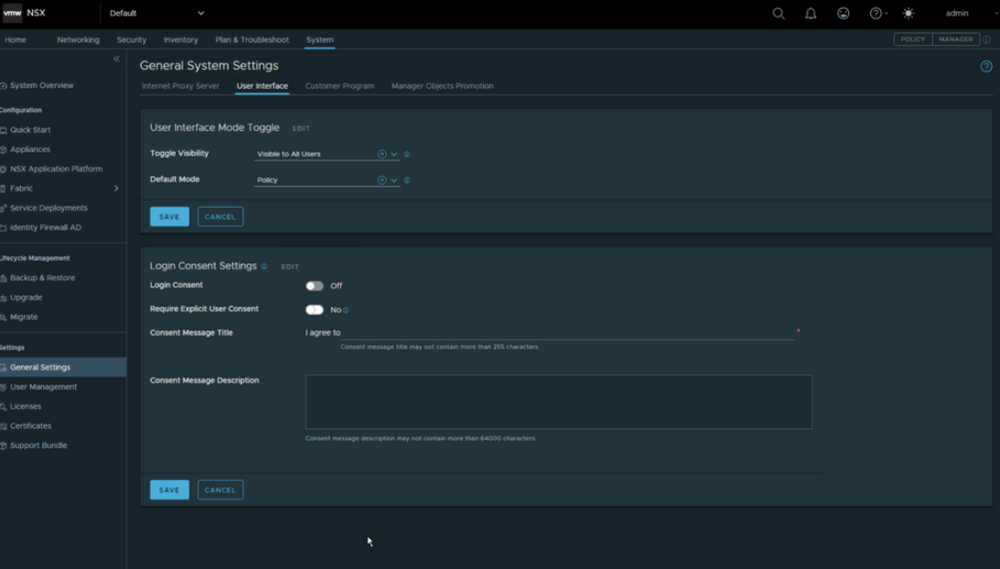 vmw NSX Default admin
Home Networking Security Inventory Plan & Troubleshoot System POLICY MANAGER
General System Settings
Internet Proxy Server User Interface Customer Program Manager Objects Promotion
System Overview
Configuration
Quick Start
Appliances
NSX Application Platform
Fabric
Service Deployments
Identity Firewall AD
Lifecycle Management
Backup & Restore
Upgrade
Migrate
Settings
General Settings
User Management
Licenses
Certificates
Support Bundle
User Interface Mode Toggle EDIT
Toggle Visibility Visible to All Users
Default Mode Policy
SAVE CANCEL
Login Consent Settings EDIT
Login Consent Off
Require Explicit User Consent No
Consent Message Title I agree to *
Consent message title may not contain more than 255 characters.
Consent Message Description
Consent message description may not contain more than 64000 characters.
SAVE CANCEL